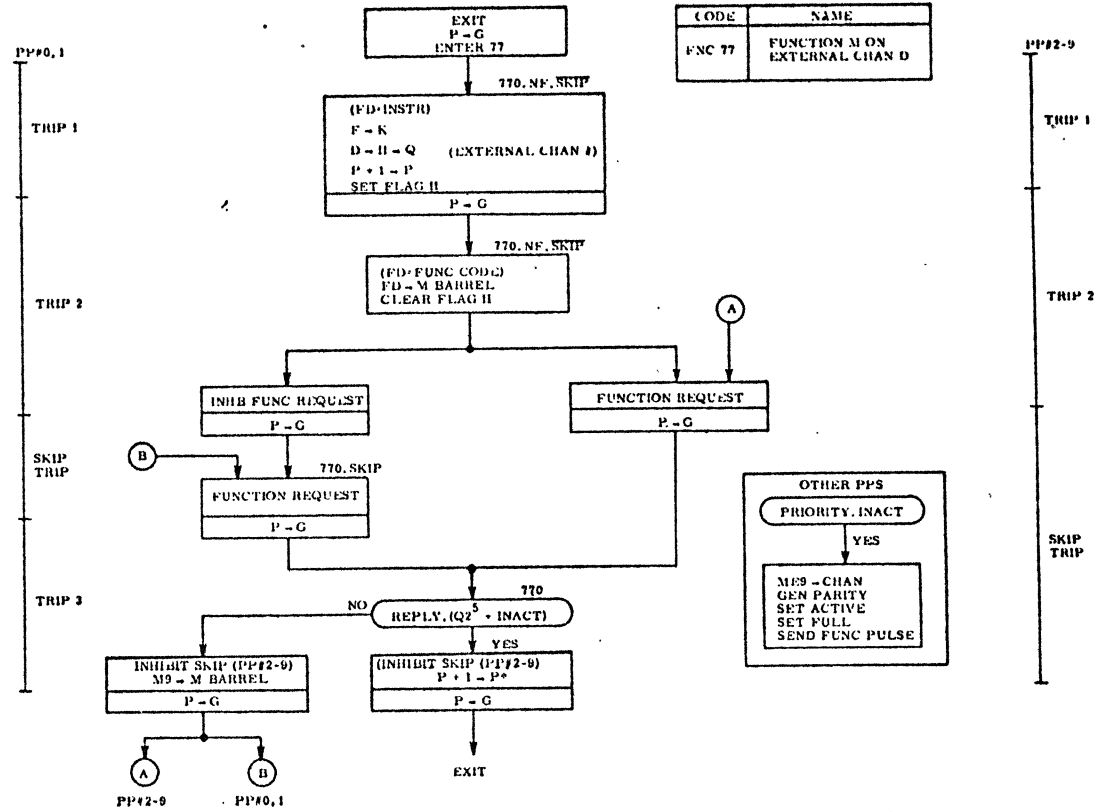 EXIT
P → G
ENTER 77
CODE NAME
FNC 77 FUNCTION M ON
EXTERNAL CHAN D
PP#0,1
PP#2-9
TRIP 1
TRIP 1
770. NF. SKIP
(FD=INSTR)
F → K
D → H → Q (EXTERNAL CHAN #)
P + 1 → P
SET FLAG H
P → G
770. NF. SKIP
(FD=FUNC CODE)
FD → M BARREL
CLEAR FLAG H
TRIP 2
TRIP 2
A
INHB FUNC REQUEST
P → G
FUNCTION REQUEST
P → G
SKIP
TRIP
B
770. SKIP
FUNCTION REQUEST
P → G
OTHER PPS
PRIORITY. INACT
YES
ME9 → CHAN
GEN PARITY
SET ACTIVE
SET FULL
SEND FUNC PULSE
SKIP
TRIP
TRIP 3
770
NO
REPLY. (Q2⁵ + INACT)
YES
INHIBIT SKIP (PP#2-9)
M9 → M BARREL
P → G
(INHIBIT SKIP (PP#2-9)
P + 1 → P*
P → G
A
B
EXIT
PP#2-9
PP#0,1